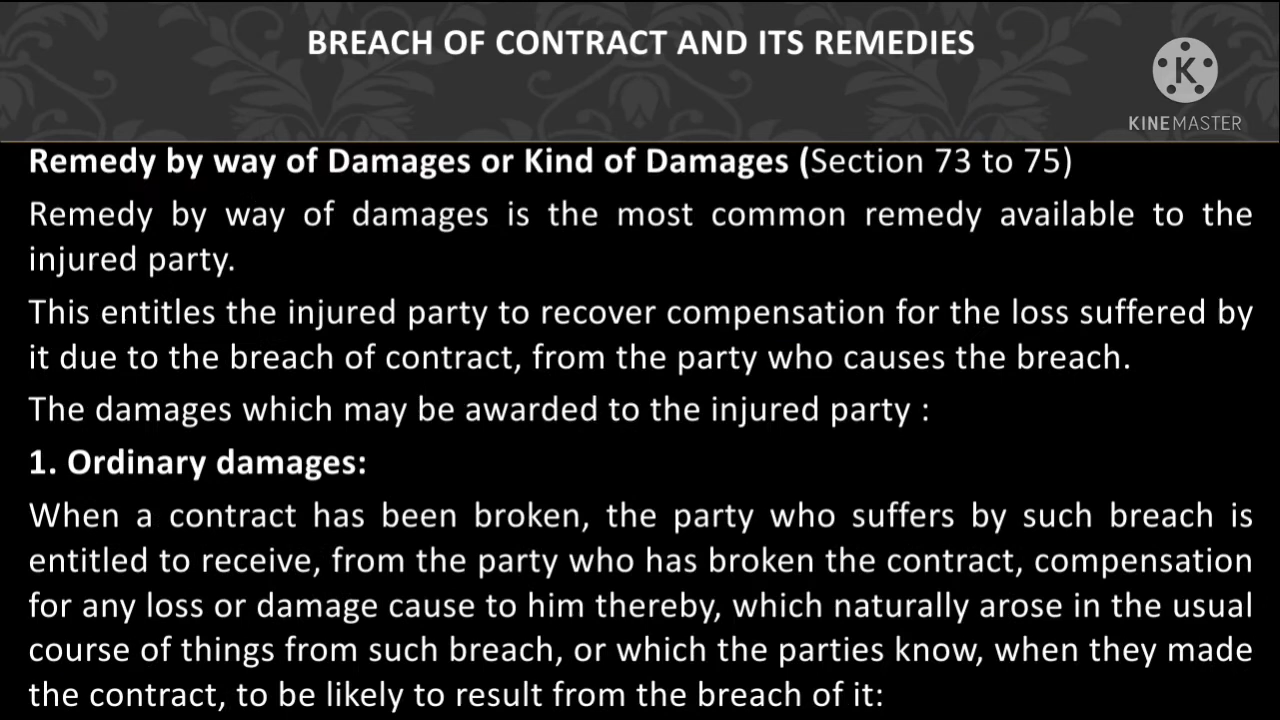 BREACH OF CONTRACT AND ITS REMEDIES
K
KINEMASTER
Remedy by way of Damages or Kind of Damages (Section 73 to 75)
Remedy by way of damages is the most common remedy available to the
injured party.
This entitles the injured party to recover compensation for the loss suffered by
it due to the breach of contract, from the party who causes the breach.
The damages which may be awarded to the injured party :
1. Ordinary damages:
When a contract has been broken, the party who suffers by such breach is
entitled to receive, from the party who has broken the contract, compensation
for any loss or damage cause to him thereby, which naturally arose in the usual
course of things from such breach, or which the parties know, when they made
the contract, to be likely to result from the breach of it: